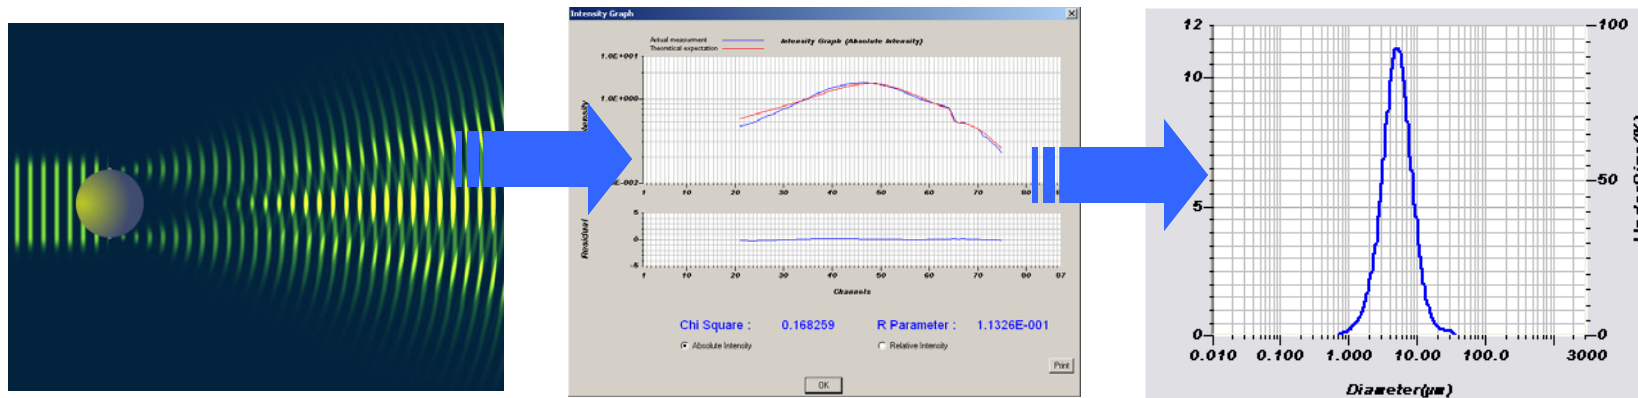 Intensity Graph
Actual measurment
Theoretical expectation
Intensity Graph (Absolute Intensity)
1.0E+001
1.0E+000
E-002
1 10 20 30 40 50 60 70 80
5
0
-5
Residual
1 10 20 30 40 50 60 70 80 87
Channels
Chi Square : 0.168259 R Parameter : 1.1326E-001
Absolute Intensity Relative Intensity
Print
OK
12
10
5
0
100
50
0
0.010 0.100 1.000 10.00 100.0 3000
Diameter(µm)